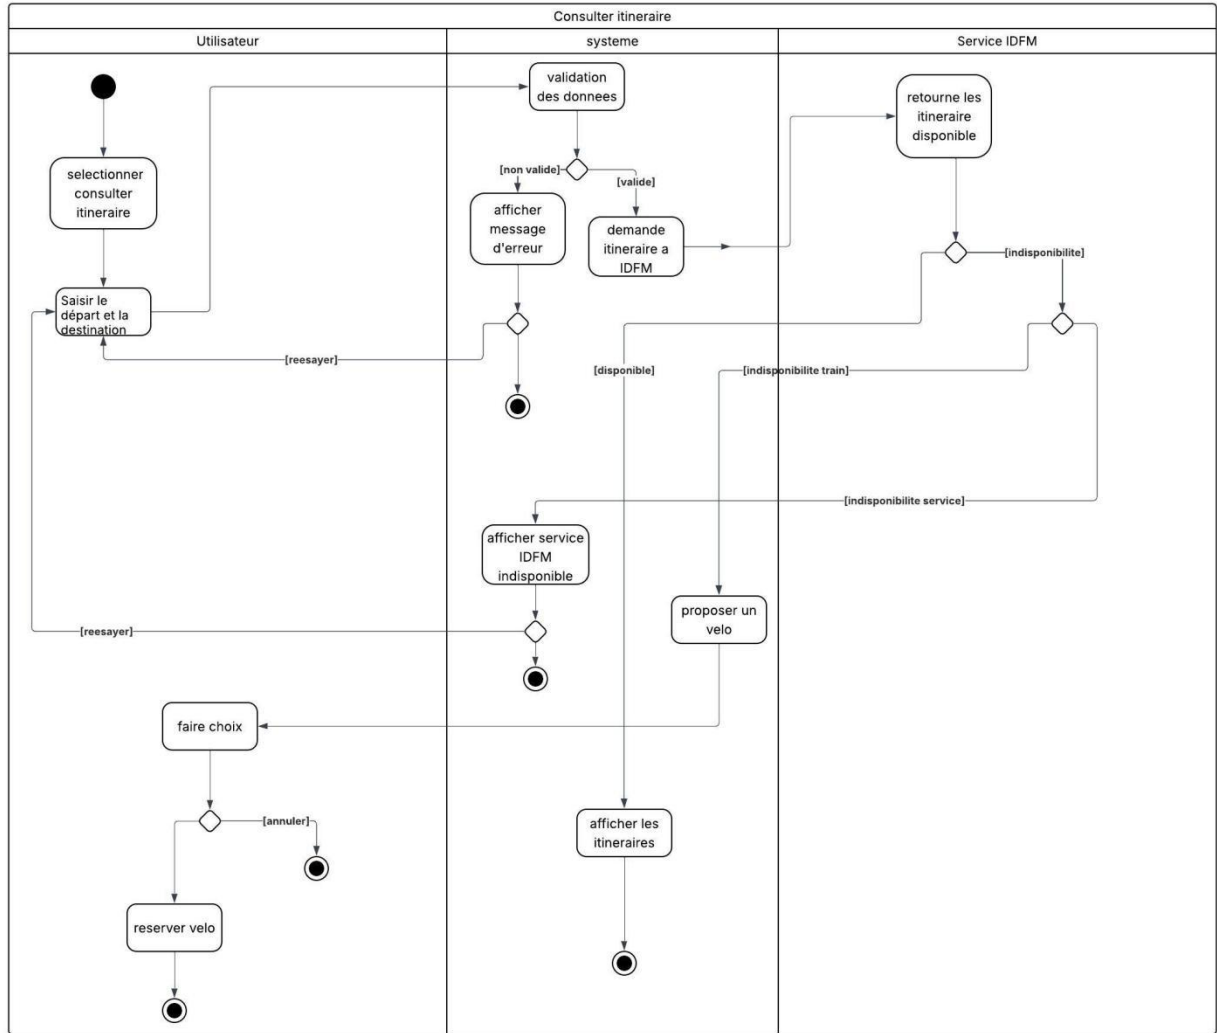 Consulter itineraire
Utilisateur
systeme
Service IDFM
validation
des donnees
retourne les
itineraire
disponible
selectionner
consulter
itineraire
[non valide]
[valide]
afficher
message
d'erreur
demande
itineraire a
IDFM
[indisponibilite]
Saisir le
départ et la
destination
[reesayer]
[disponible]
[indisponibilite train]
[indisponibilite service]
afficher service
IDFM
indisponible
proposer un
velo
[reesayer]
faire choix
[annuler]
afficher les
itineraires
reserver velo